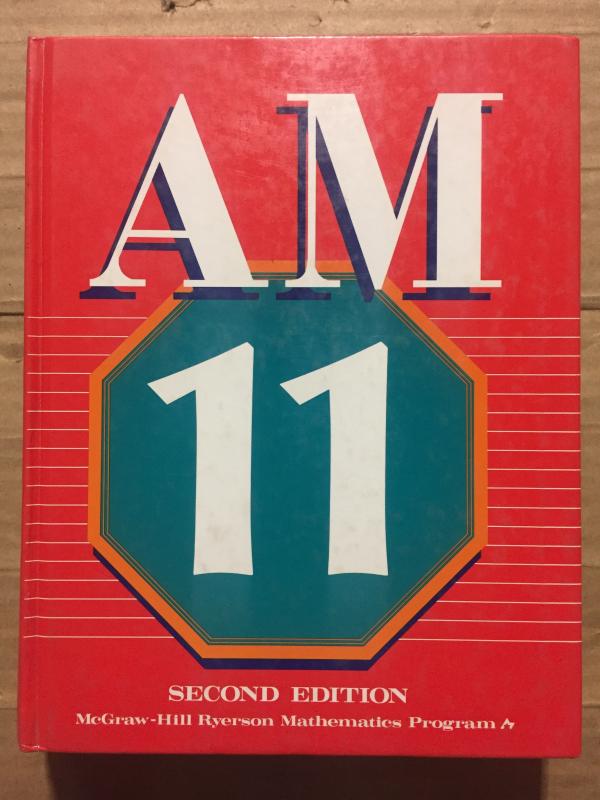 AM
11
SECOND EDITION
McGraw-Hill Ryerson Mathematics Program